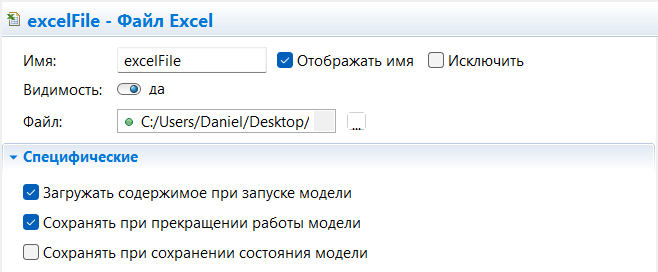 excelFile - Файл Excel
Имя: excelFile Отображать имя Исключить
Видимость: да
Файл: C:/Users/Daniel/Desktop/ ...
Специфические
Загружать содержимое при запуске модели
Сохранять при прекращении работы модели
Сохранять при сохранении состояния модели